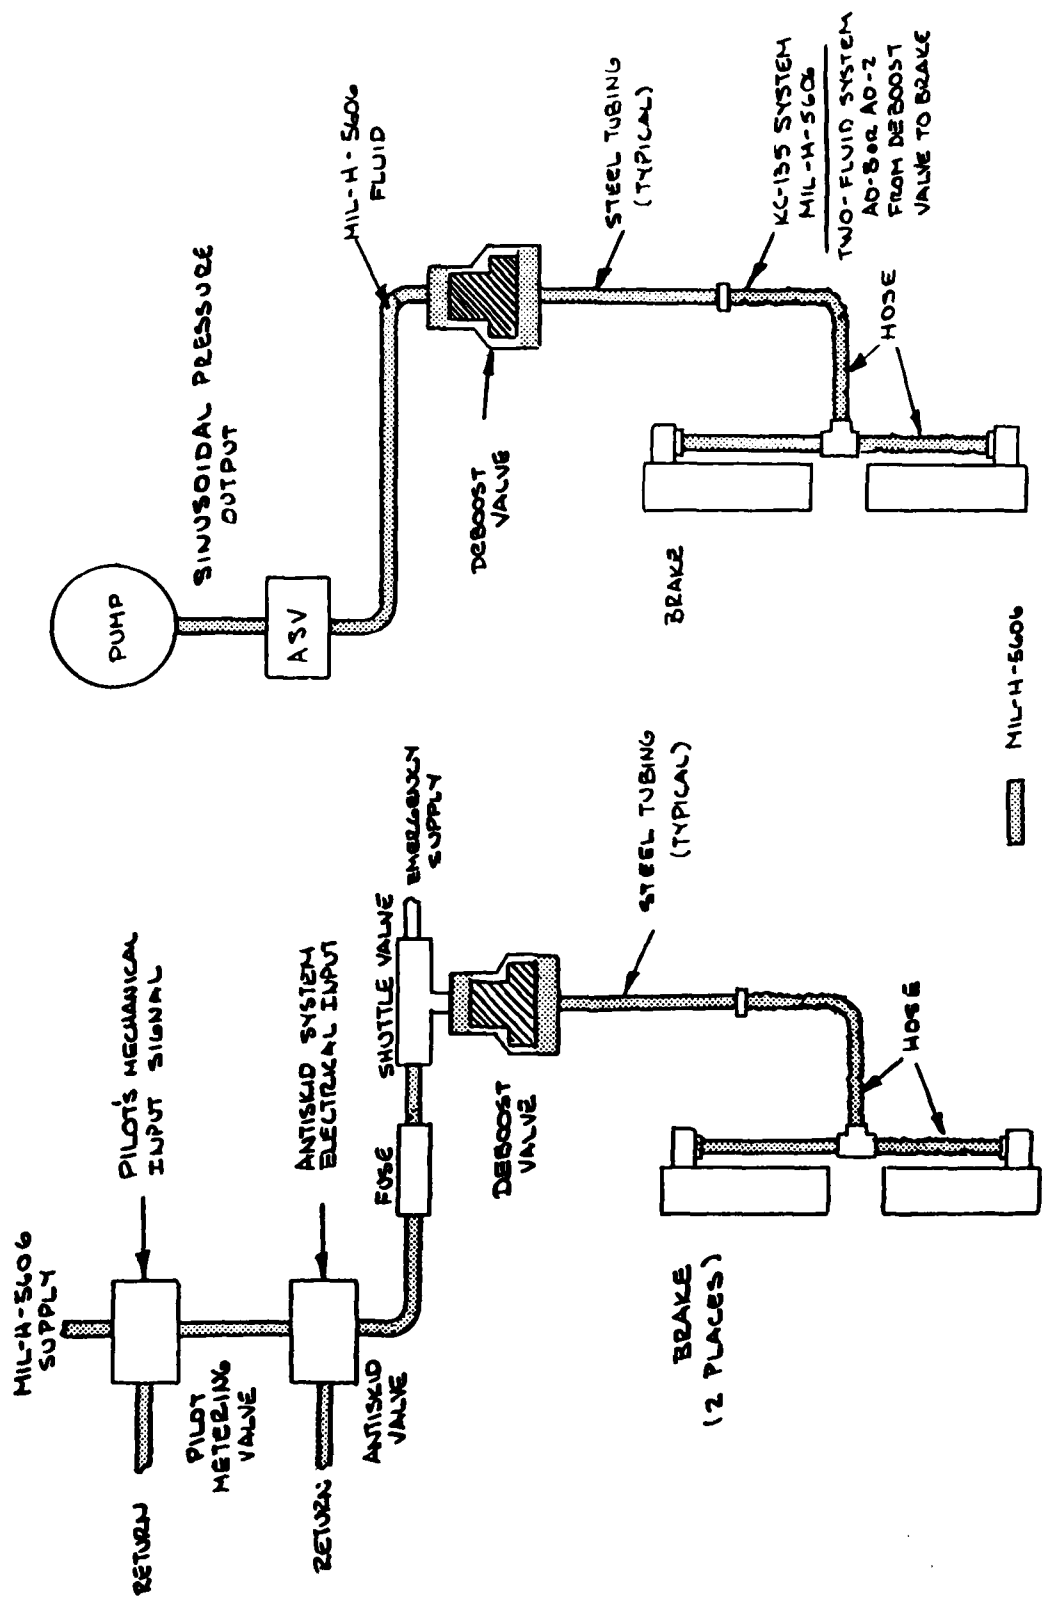 MIL-H-5606
SUPPLY
RETURN
PILOT'S MECHANICAL
INPUT SIGNAL
PILOT
METERING
VALVE
RETURN
ANTISKID SYSTEM
ELECTRICAL INPUT
ANTISKID
VALVE
FUSE
SHUTTLE VALVE
EMERGENCY
SUPPLY
DEBOOST
VALVE
STEEL TUBING
(TYPICAL)
BRAKE
(2 PLACES)
HOSE
PUMP
SINUSOIDAL PRESSURE
OUTPUT
ASV
MIL-H-5606
FLUID
DEBOOST
VALVE
STEEL TUBING
(TYPICAL)
BRAKE
KC-135 SYSTEM
MIL-H-5606
TWO-FLUID SYSTEM
AO-8 OR AO-2
FROM DEBOOST
VALVE TO BRAKE
HOSE
MIL-H-5606